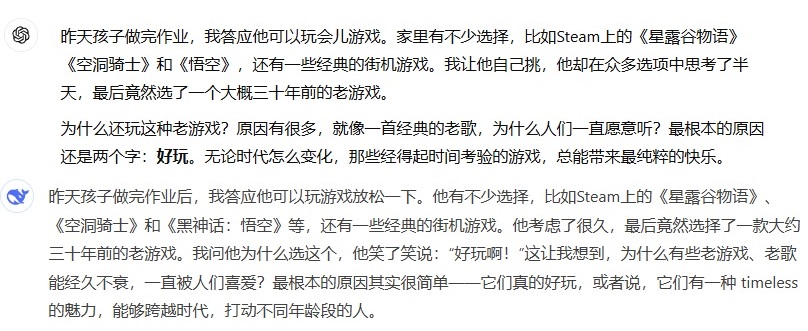 昨天孩子做完作业，我答应他可以玩会儿游戏。家里有不少选择，比如Steam上的《星露谷物语》
《空洞骑士》和《悟空》，还有一些经典的街机游戏。我让他自己挑，他却在众多选项中思考了半
天，最后竟然选了一个大概三十年前的老游戏。
为什么还玩这种老游戏？原因有很多，就像一首经典的老歌，为什么人们一直愿意听？最根本的原因
还是两个字：好玩。无论时代怎么变化，那些经得起时间考验的游戏，总能带来最纯粹的快乐。
昨天孩子做完作业后，我答应他可以玩游戏放松一下。他有不少选择，比如Steam上的《星露谷物语》、
《空洞骑士》和《黑神话：悟空》等，还有一些经典的街机游戏。他考虑了很久，最后竟然选择了一款大约
三十年前的老游戏。我问他为什么选这个，他笑了笑说：“好玩啊！”这让我想到，为什么有些老游戏、老歌
能经久不衰，一直被人们喜爱？最根本的原因其实很简单——它们真的好玩，或者说，它们有一种 timeless
的魅力，能够跨越时代，打动不同年龄段的人。